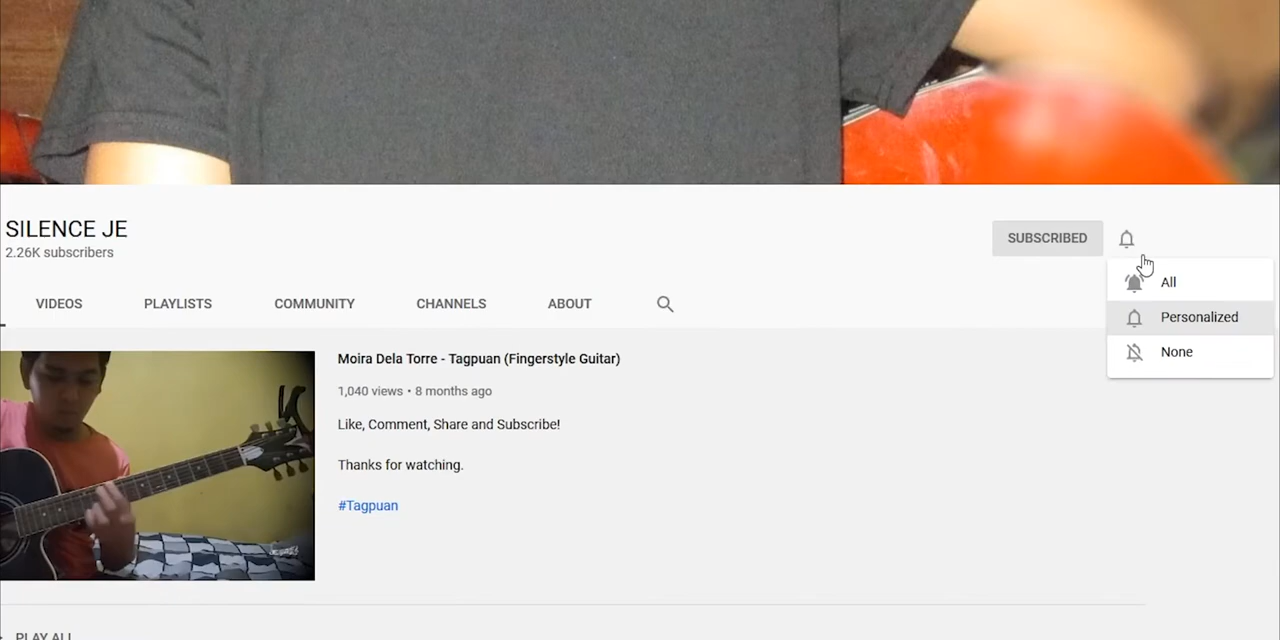 SILENCE JE
2.26K subscribers
SUBSCRIBED
All
Personalized
None
VIDEOS
PLAYLISTS
COMMUNITY
CHANNELS
ABOUT
Moira Dela Torre - Tagpuan (Fingerstyle Guitar)
1,040 views • 8 months ago
Like, Comment, Share and Subscribe!
Thanks for watching.
#Tagpuan
PLAY ALL